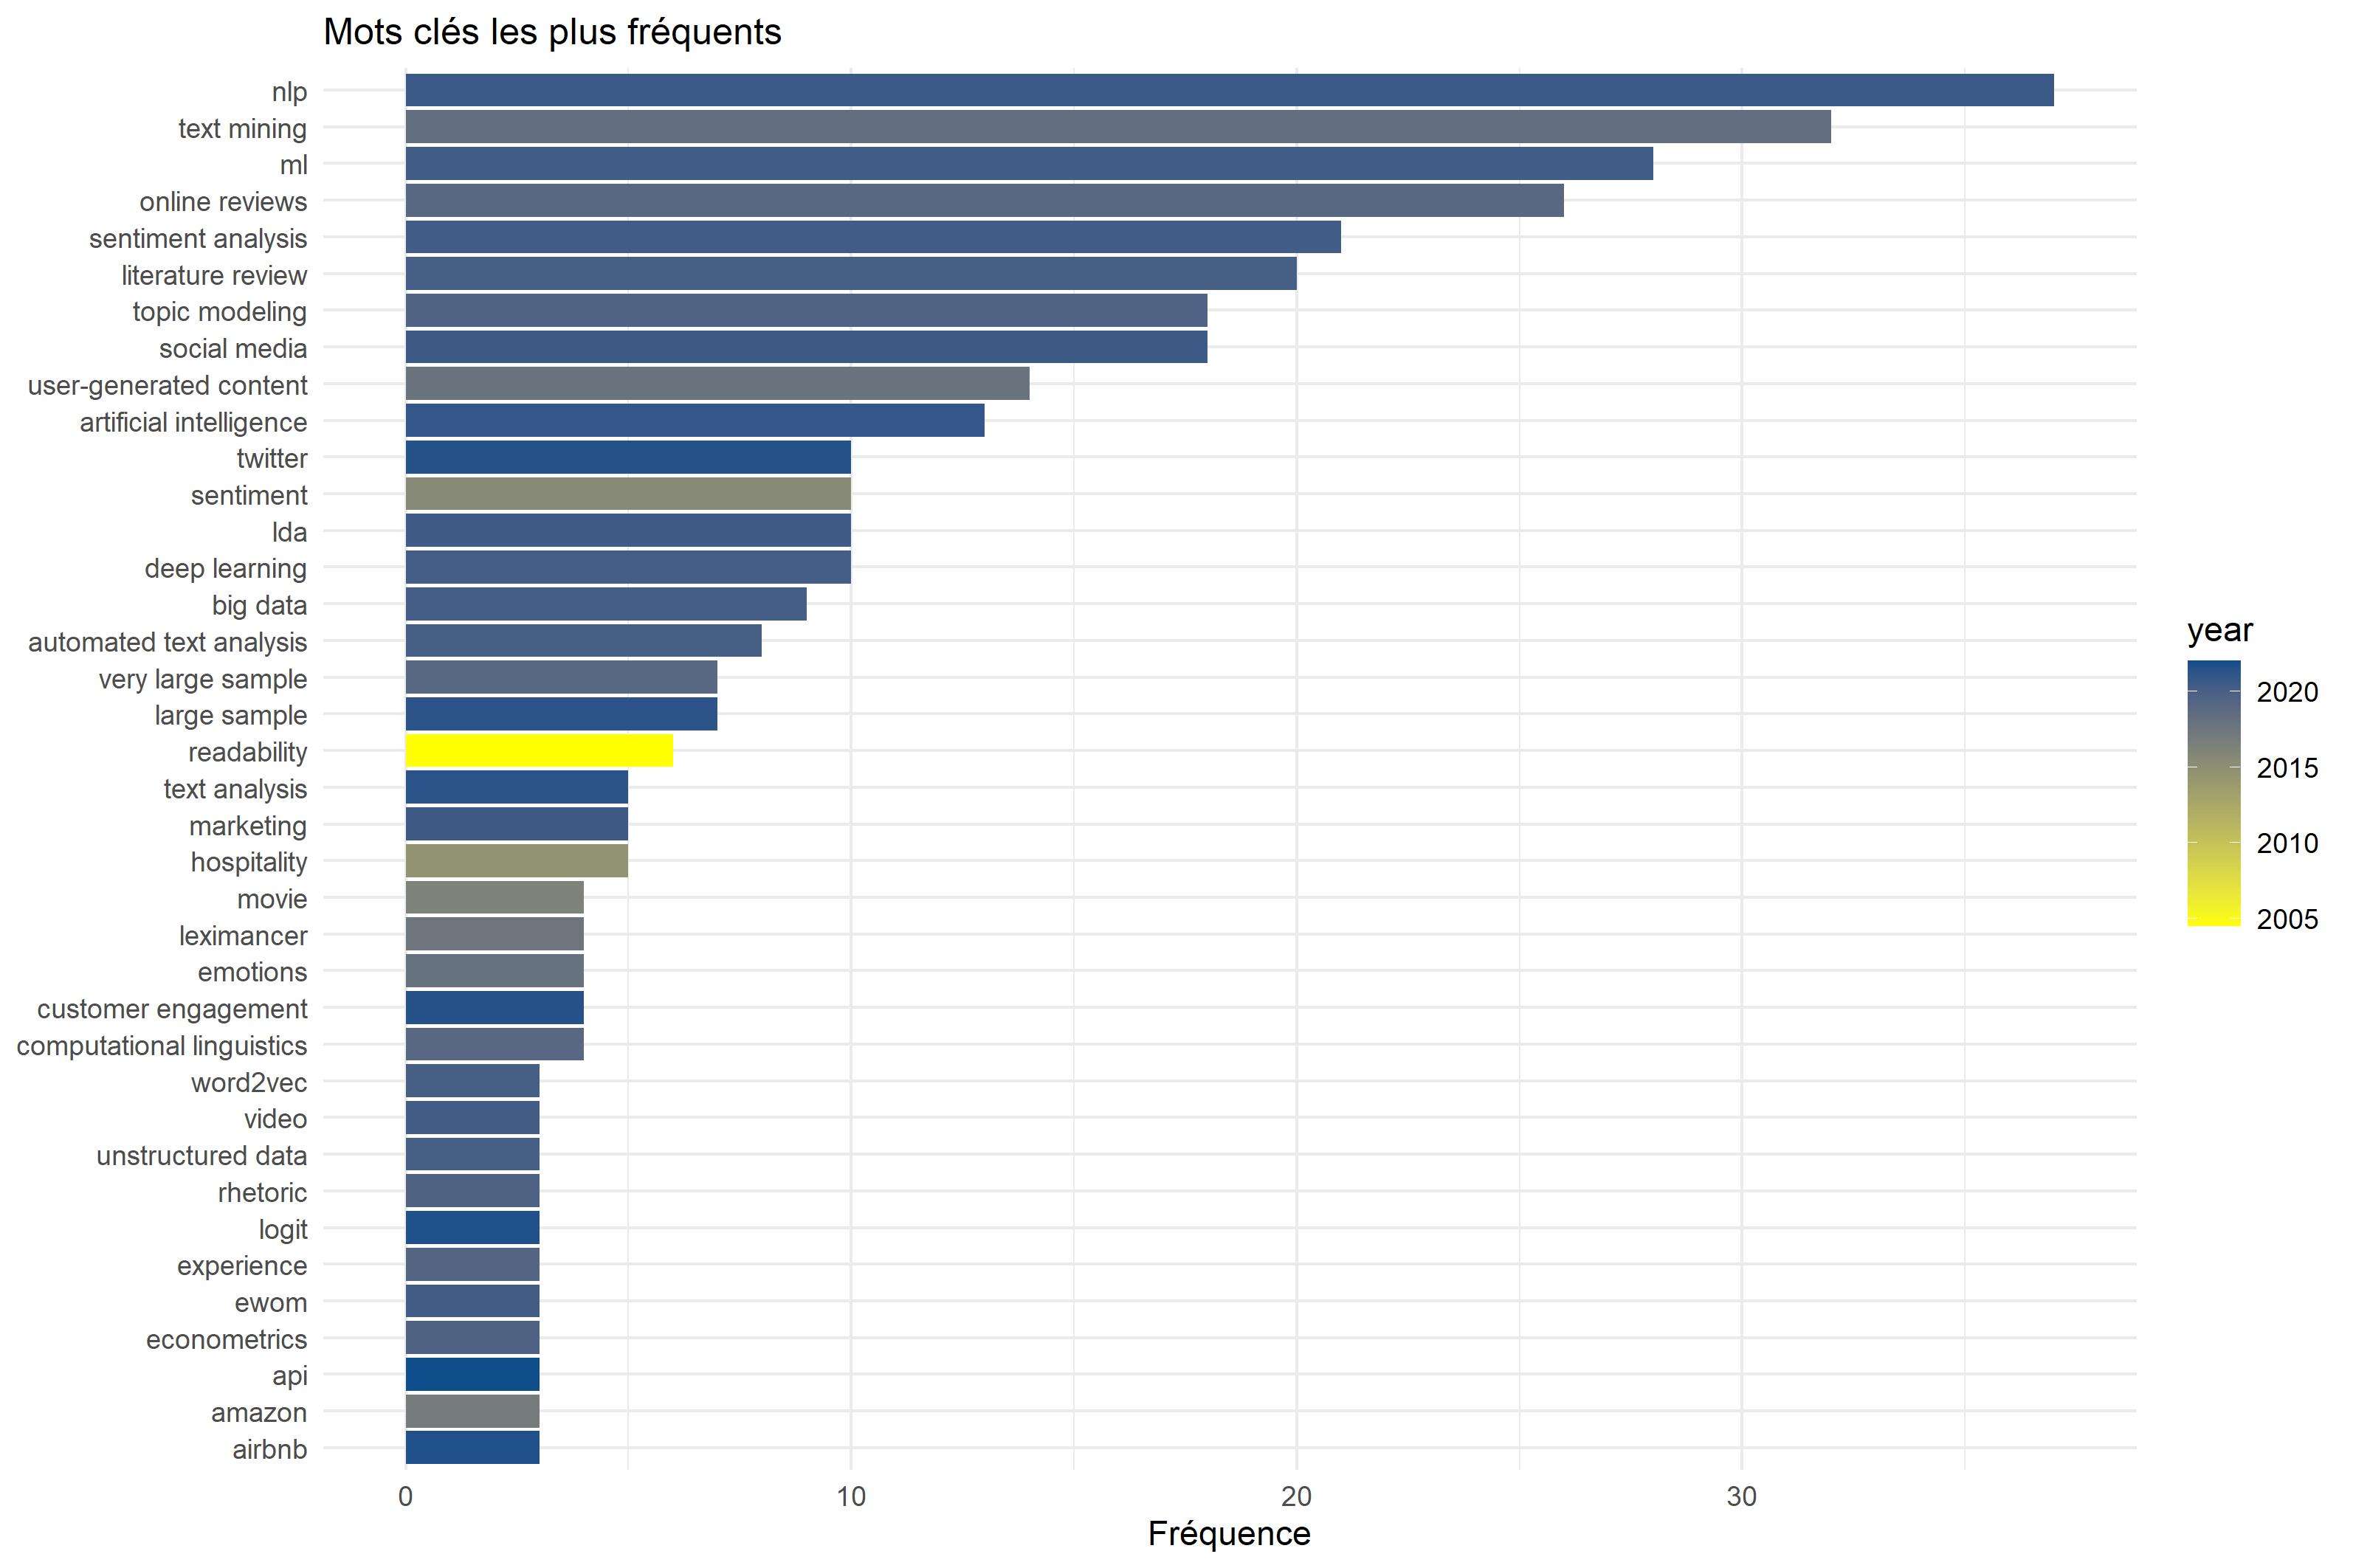 Mots clés les plus fréquents
nlp
text mining
ml
online reviews
sentiment analysis
literature review
topic modeling
social media
user-generated content
artificial intelligence
twitter
sentiment
lda
deep learning
big data
automated text analysis
very large sample
large sample
readability
text analysis
marketing
hospitality
movie
leximancer
emotions
customer engagement
computational linguistics
word2vec
video
unstructured data
rhetoric
logit
experience
ewom
econometrics
api
amazon
airbnb
0 10 20 30
Fréquence
year
2020
2015
2010
2005